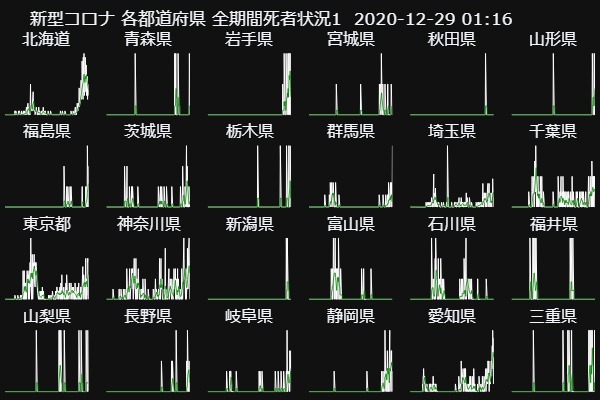 新型コロナ 各都道府県 全期間死者状況1 2020-12-29 01:16
北海道 青森県 岩手県 宮城県 秋田県 山形県
福島県 茨城県 栃木県 群馬県 埼玉県 千葉県
東京都 神奈川県 新潟県 富山県 石川県 福井県
山梨県 長野県 岐阜県 静岡県 愛知県 三重県